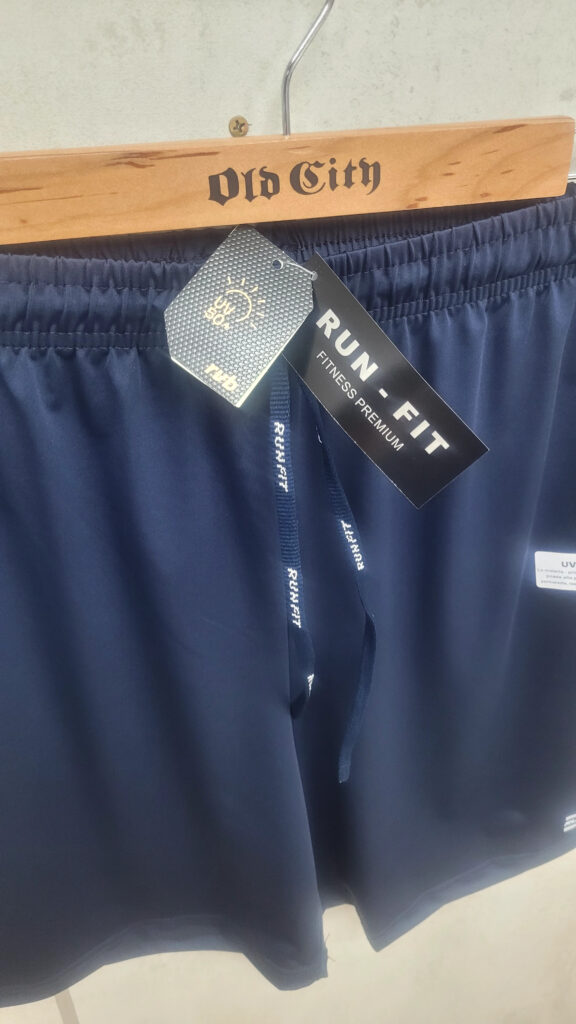 Old City
UV
50+
RUN - FIT
FITNESS PREMIUM
RUNFIT
RUNFIT
RUNFIT
UV